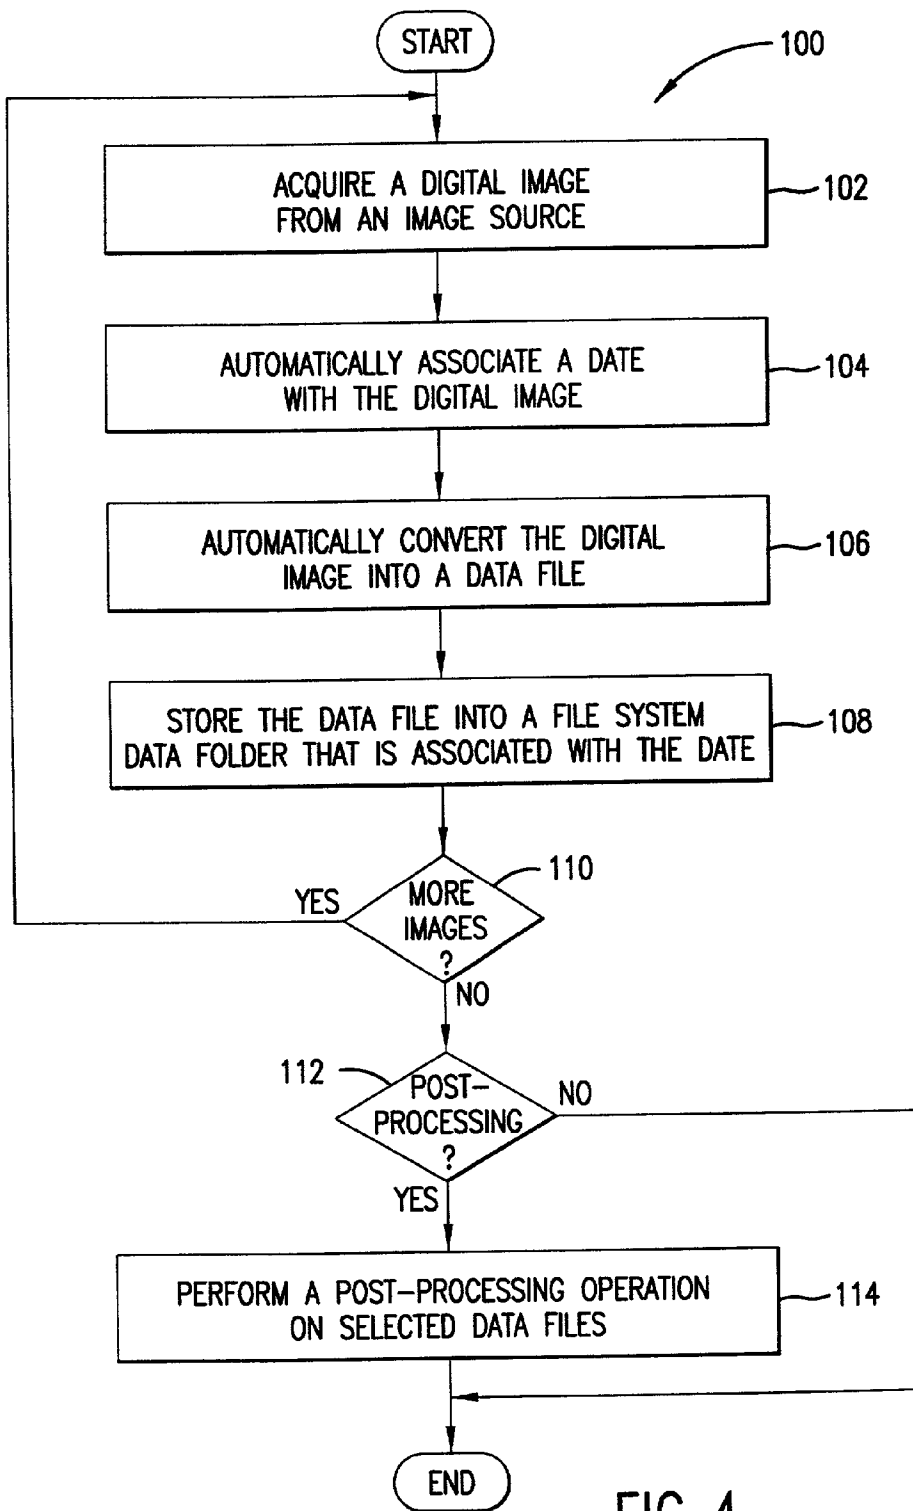 START
100
ACQUIRE A DIGITAL IMAGE
FROM AN IMAGE SOURCE
102
AUTOMATICALLY ASSOCIATE A DATE
WITH THE DIGITAL IMAGE
104
AUTOMATICALLY CONVERT THE DIGITAL
IMAGE INTO A DATA FILE
106
STORE THE DATA FILE INTO A FILE SYSTEM
DATA FOLDER THAT IS ASSOCIATED WITH THE DATE
108
110
YES
MORE
IMAGES
?
NO
112
POST-
PROCESSING
?
NO
YES
PERFORM A POST-PROCESSING OPERATION
ON SELECTED DATA FILES
114
END
FIG. 4